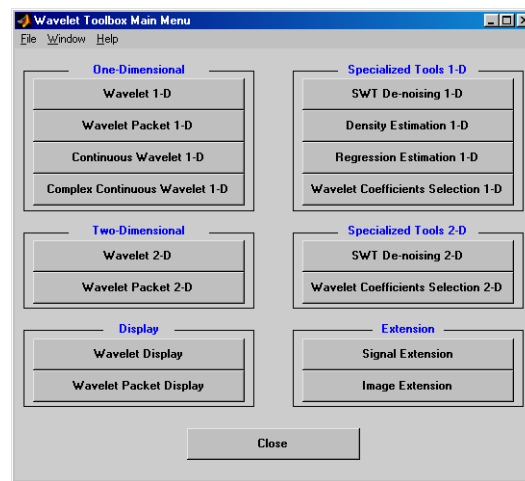 Wavelet Toolbox Main Menu
File Window Help
One-Dimensional
Wavelet 1-D
Wavelet Packet 1-D
Continuous Wavelet 1-D
Complex Continuous Wavelet 1-D
Specialized Tools 1-D
SWT De-noising 1-D
Density Estimation 1-D
Regression Estimation 1-D
Wavelet Coefficients Selection 1-D
Two-Dimensional
Wavelet 2-D
Wavelet Packet 2-D
Specialized Tools 2-D
SWT De-noising 2-D
Wavelet Coefficients Selection 2-D
Display
Wavelet Display
Wavelet Packet Display
Extension
Signal Extension
Image Extension
Close